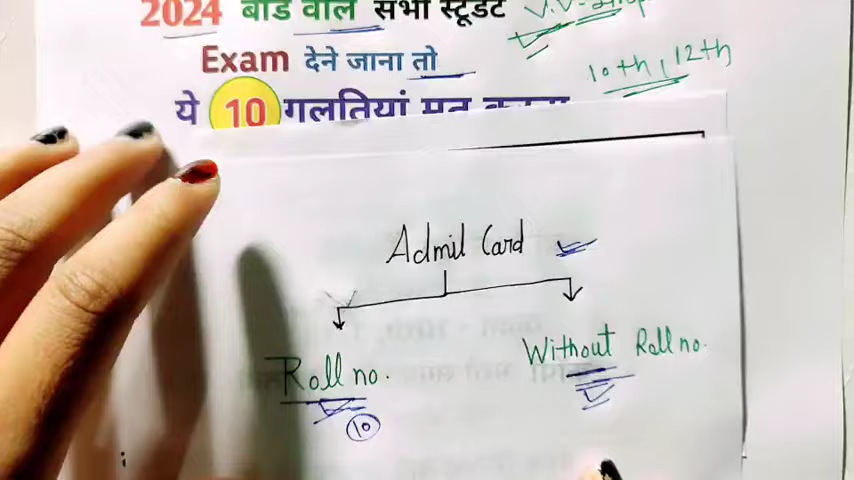 2024 बोर्ड वाले सभी स्टूडेंट
10th, 12th
Exam देने जाना तो
ये 10 गलतियां मत करना
Admit Card
Roll no.
Without Roll no.
10